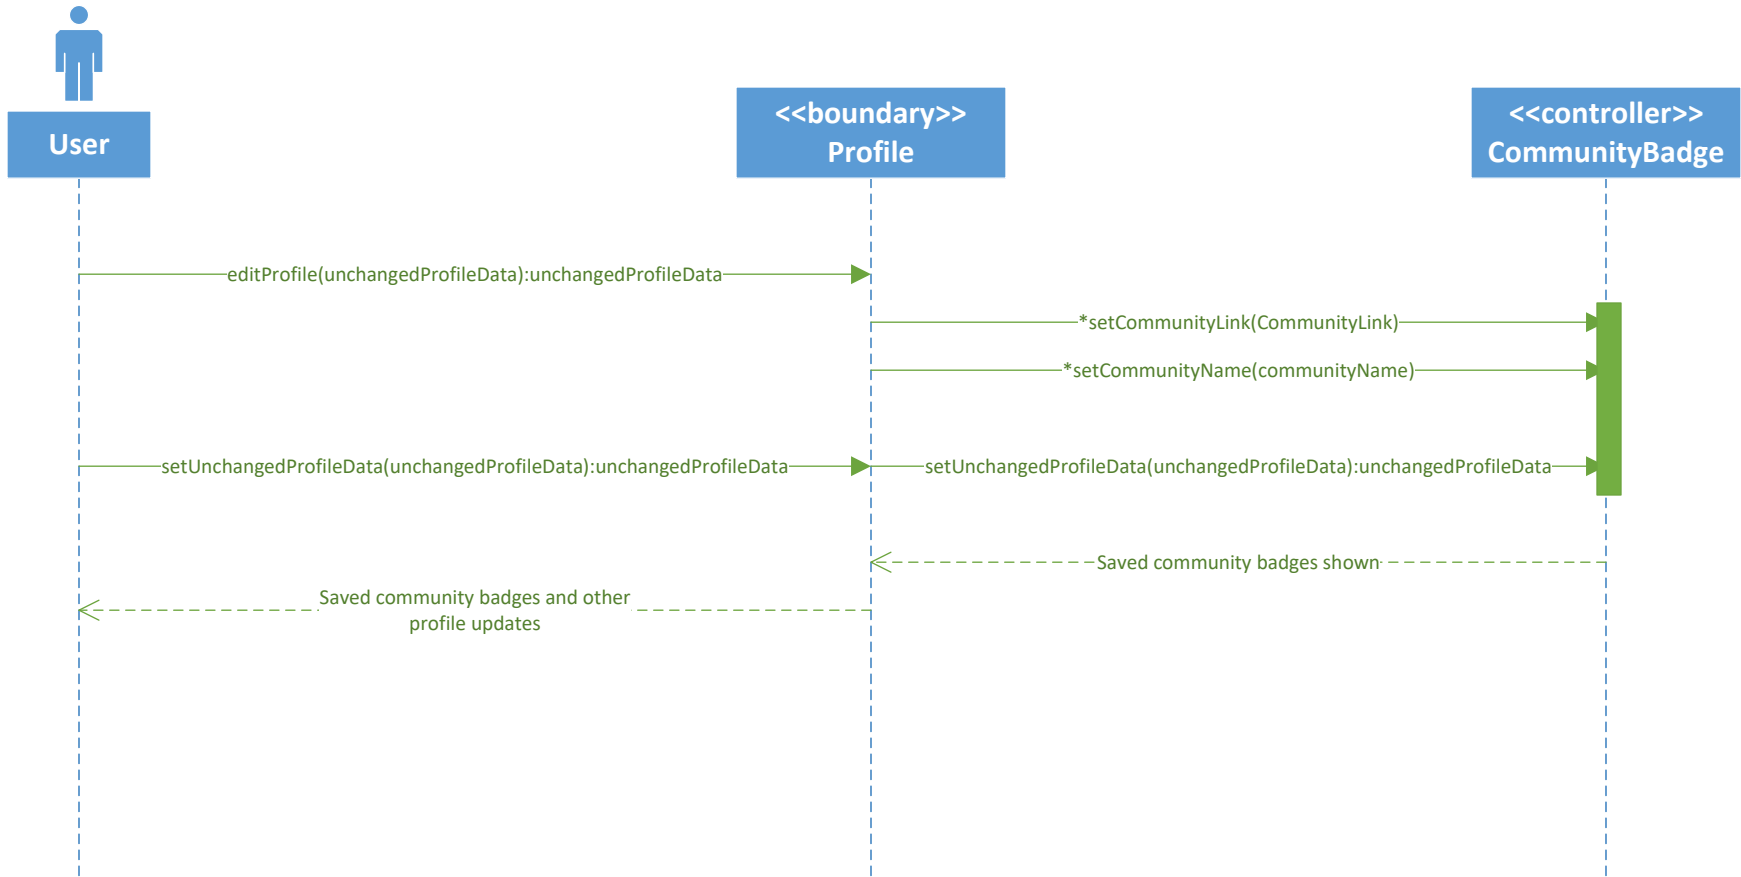 User
<<boundary>>
Profile
<<controller>>
CommunityBadge
editProfile(unchangedProfileData):unchangedProfileData
*setCommunityLink(CommunityLink)
*setCommunityName(communityName)
setUnchangedProfileData(unchangedProfileData):unchangedProfileData
setUnchangedProfileData(unchangedProfileData):unchangedProfileData
Saved community badges shown
Saved community badges and other
profile updates